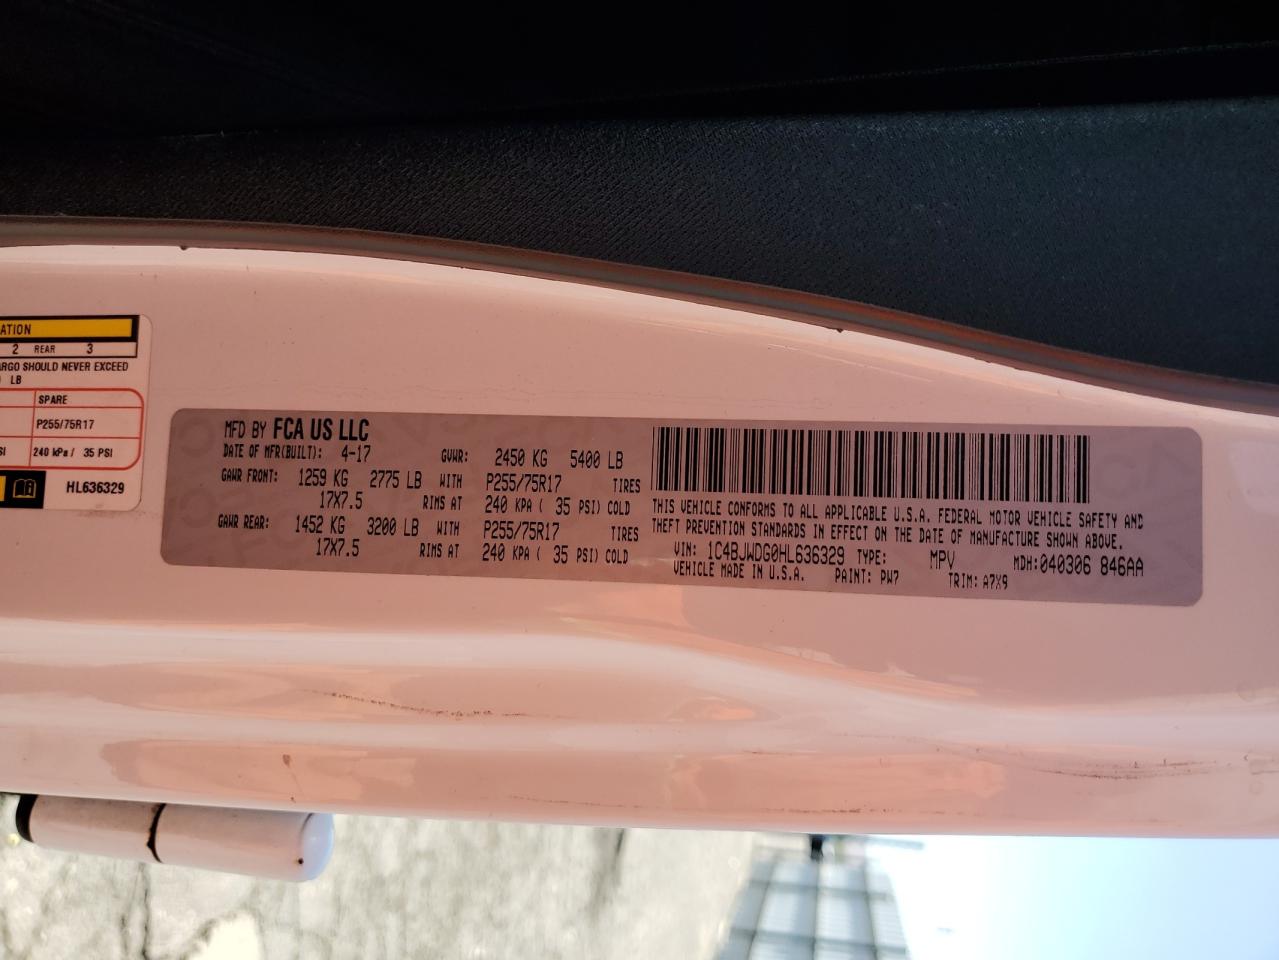 ATION
2 REAR 3
ARGO SHOULD NEVER EXCEED
LB
SPARE
P255/75R17
SI 240 kPa / 35 PSI
HL636329
MFD BY FCA US LLC
DATE OF MFR(BUILT): 4-17 GVWR: 2450 KG 5400 LB
GAWR FRONT: 1259 KG 2775 LB WITH P255/75R17 TIRES
17X7.5 RIMS AT 240 KPA ( 35 PSI) COLD
GAWR REAR: 1452 KG 3200 LB WITH P255/75R17 TIRES
17X7.5 RIMS AT 240 KPA ( 35 PSI) COLD
THIS VEHICLE CONFORMS TO ALL APPLICABLE U.S.A. FEDERAL MOTOR VEHICLE SAFETY AND
THEFT PREVENTION STANDARDS IN EFFECT ON THE DATE OF MANUFACTURE SHOWN ABOVE.
VIN: 1C4BJWDG0HL636329 TYPE: MPV MDH:040306 846AA
VEHICLE MADE IN U.S.A. PAINT: PW7 TRIM: A7X9